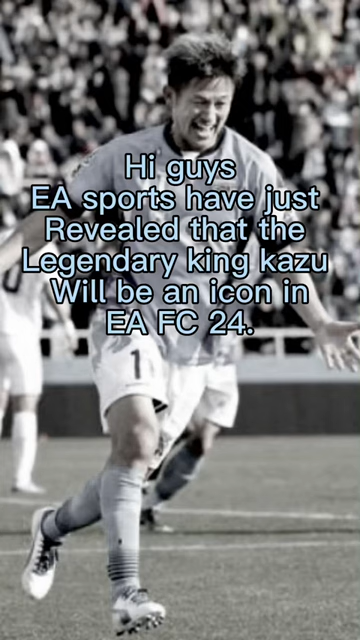 Hi guys
EA sports have just
Revealed that the
Legendary king kazu
Will be an icon in
EA FC 24.
1